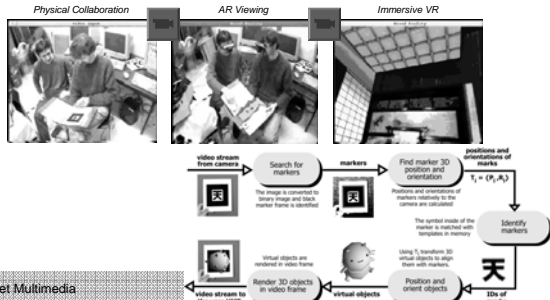 Physical Collaboration
AR Viewing
Immersive VR
video stream
from camera
Search for
markers
markers
Find marker 3D
position and
orientation
positions and
orientations of
marks
The image is converted to
binary image and black
marker frame is identified
Positions and orientations of
markers relatively to the
camera are calculated
天
天
The symbol inside of the
marker is matched with
templates in memory
Identify
markers
Virtual objects are
rendered in video frame
Using Tᵢ transform 3D
virtual objects to
align them with markers.
天
Render 3D objects
in video frame
Position and
orient objects
video stream to
virtual objects
IDs of
et Multimedia